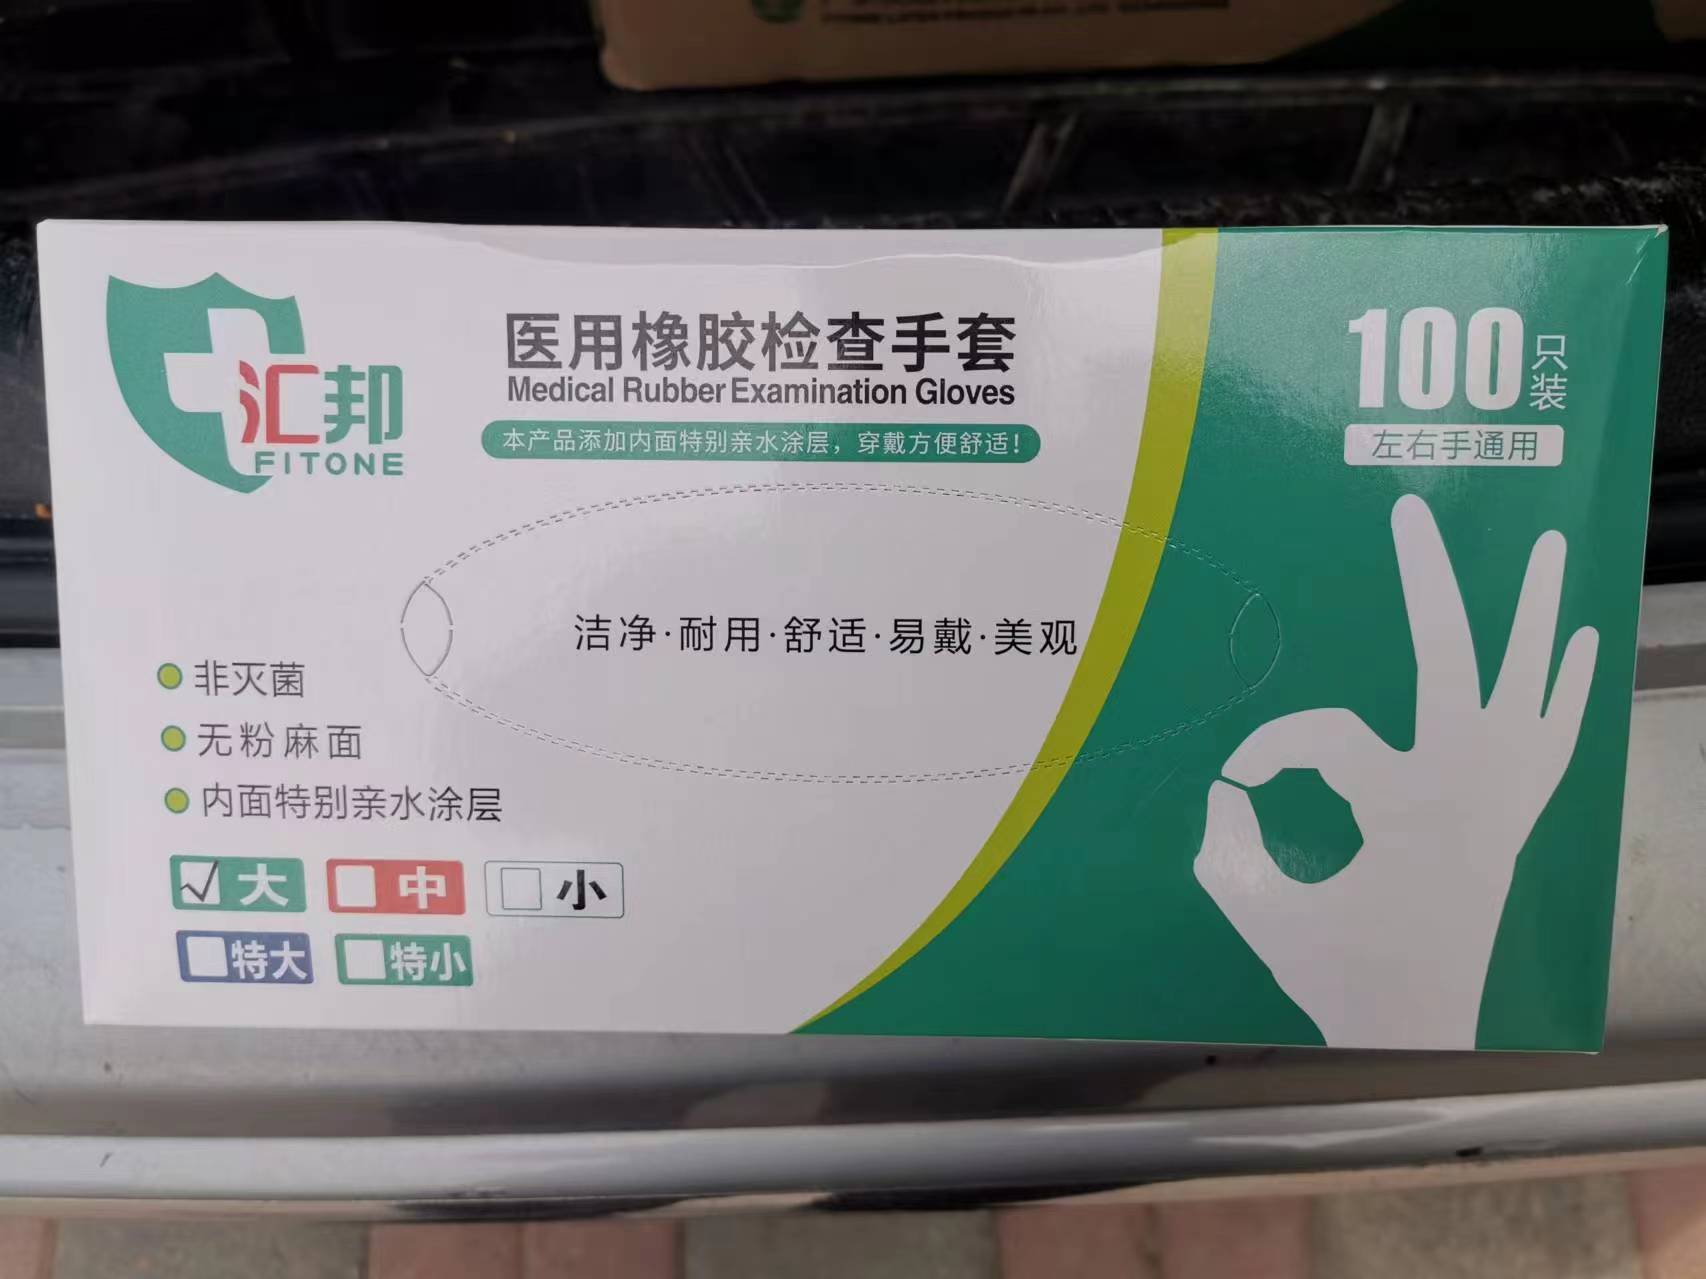 汇邦
FITONE
医用橡胶检查手套
Medical Rubber Examination Gloves
本产品添加内面特别亲水涂层，穿戴方便舒适！
100只装
左右手通用
洁净·耐用·舒适·易戴·美观
非灭菌
无粉麻面
内面特别亲水涂层
大 中 小
特大 特小